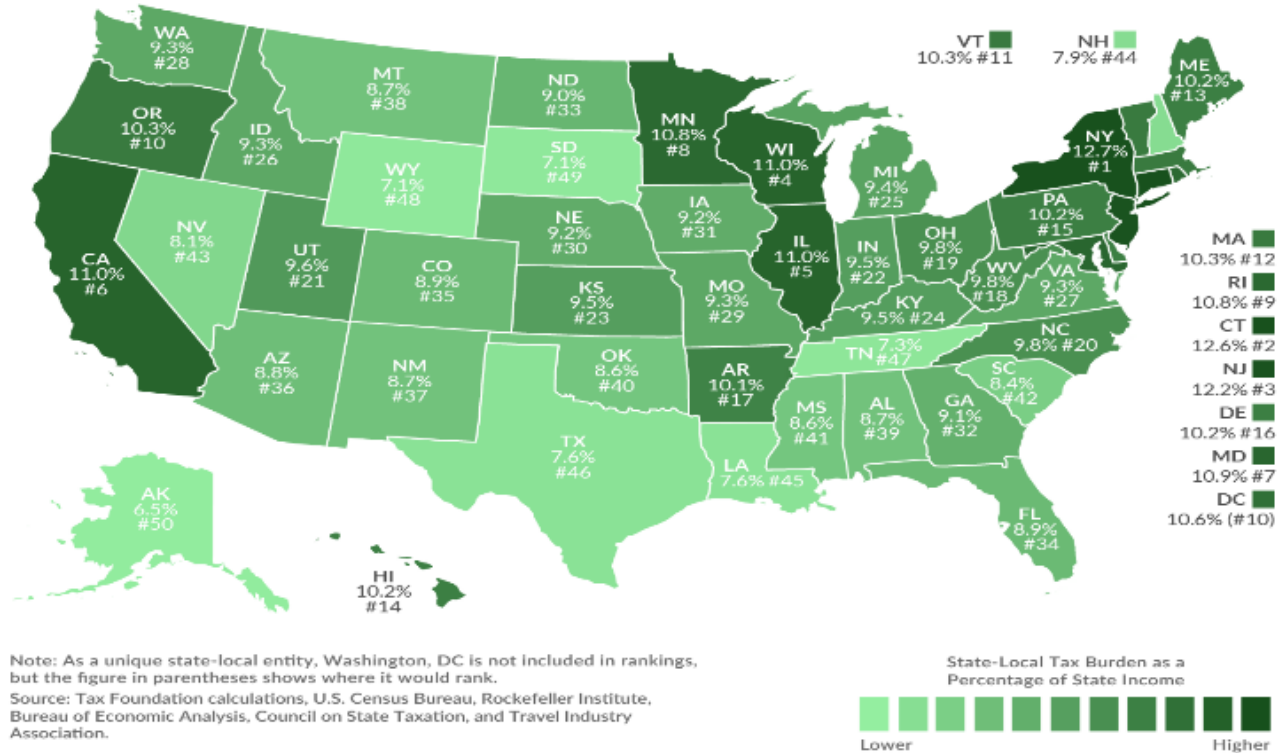 WA
9.3%
#28
MT
8.7%
#38
ND
9.0%
#33
MN
10.8%
#8
VT
10.3% #11
NH
7.9% #44
ME
10.2%
#13
OR
10.3%
#10
ID
9.3%
#26
WY
7.1%
#48
SD
7.1%
#49
WI
11.0%
#4
MI
9.4%
#25
NY
12.7%
#1
CA
11.0%
#6
NV
8.1%
#43
UT
9.6%
#21
CO
8.9%
#35
NE
9.2%
#30
KS
9.5%
#23
IA
9.2%
#31
MO
9.3%
#29
IL
11.0%
#5
IN
9.5%
#22
OH
9.8%
#19
PA
10.2%
#15
WV
9.8%
#18
VA
9.3%
#27
KY
9.5% #24
NC
9.8% #20
TN 7.3%
#47
SC
8.4%
#42
AZ
8.8%
#36
NM
8.7%
#37
OK
8.6%
#40
AR
10.1%
#17
MS
8.6%
#41
AL
8.7%
#39
GA
9.1%
#32
TX
7.6%
#46
LA
7.6% #45
FL
8.9%
#34
AK
6.5%
#50
HI
10.2%
#14
MA
10.3% #12
RI
10.8% #9
CT
12.6% #2
NJ
12.2% #3
DE
10.2% #16
MD
10.9% #7
DC
10.6% (#10)
Note: As a unique state-local entity, Washington, DC is not included in rankings,
but the figure in parentheses shows where it would rank.
Source: Tax Foundation calculations, U.S. Census Bureau, Rockefeller Institute,
Bureau of Economic Analysis, Council on State Taxation, and Travel Industry
Association.
State-Local Tax Burden as a
Percentage of State Income
Lower
Higher